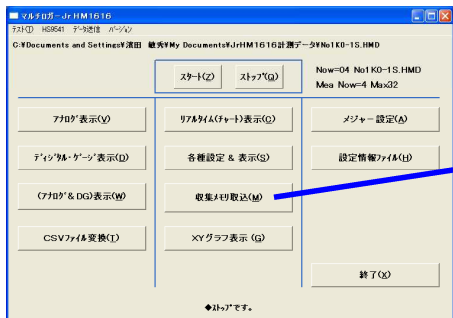 マルチロガーJr HM1616
テスト(T) HS9541 データ送信 バージョン
C:¥Documents and Settings¥濱田 敏秀¥My Documents¥JrHM1616計測データ¥No1K0-1S.HMD
スタート(Z) ストップ(Q)
Now=04 No1K0-1S.HMD
Mea Now=4 Max32
アナログ表示(V) リアルタイム(チャート)表示(C) メジャー設定(A)
ディジタル・ゲージ表示(D) 各種設定 & 表示(S) 設定情報ファイル(H)
(アナログ& DG)表示(W) 収集メモリ取込(M)
CSVファイル変換(T) XYグラフ表示 (G)
終了(X)
◆ストップです。